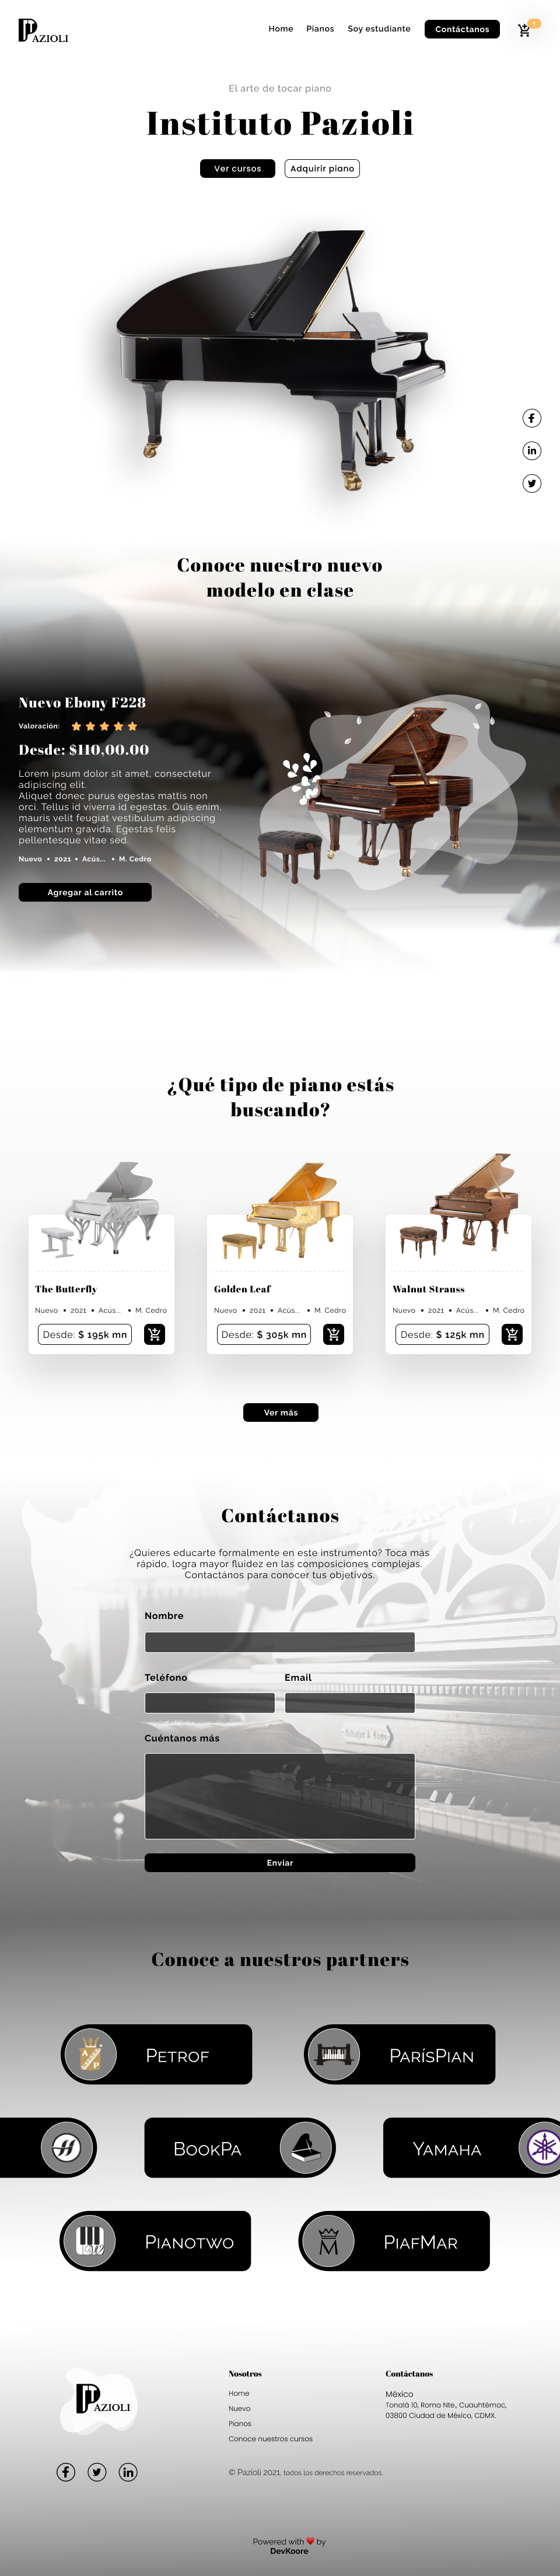 PAZIOLI
Home Pianos Soy estudiante Contáctanos 1
El arte de tocar piano
Instituto Pazioli
Ver cursos Adquirir piano
Conoce nuestro nuevo
modelo en clase
Nuevo Ebony F228
Valoración:
Desde: $110,00.00
Lorem ipsum dolor sit amet, consectetur
adipiscing elit.
Aliquet donec purus egestas mattis non
orci. Tellus id viverra id egestas. Quis enim,
mauris velit feugiat vestibulum adipiscing
elementum gravida. Egestas felis
pellentesque vitae sed.
Nuevo • 2021 • Acús... • M. Cedro
Agregar al carrito
¿Qué tipo de piano estás
buscando?
The Butterfly
Nuevo • 2021 • Acús... • M. Cedro
Desde: $ 195k mn
Golden Leaf
Nuevo • 2021 • Acús... • M. Cedro
Desde: $ 305k mn
Walnut Strauss
Nuevo • 2021 • Acús... • M. Cedro
Desde: $ 125k mn
Ver más
Contáctanos
¿Quieres educarte formalmente en este instrumento? Toca más
rápido, logra mayor fluidez en las composiciones complejas.
Contactános para conocer tus objetivos.
Nombre
Teléfono Email
Cuéntanos más
Enviar
Conoce a nuestros partners
A P
PETROF
PARÍSPIAN
BOOKPA
YAMAHA
PIANOTWO
M
PIAFMAR
PAZIOLI
Nosotros
Home
Nuevo
Pianos
Conoce nuestros cursos
Contáctanos
México
Tonalá 10, Roma Nte., Cuauhtémoc,
03800 Ciudad de México, CDMX.
© Pazioli 2021, todos los derechos reservados.
Powered with ❤ by
DevKoore